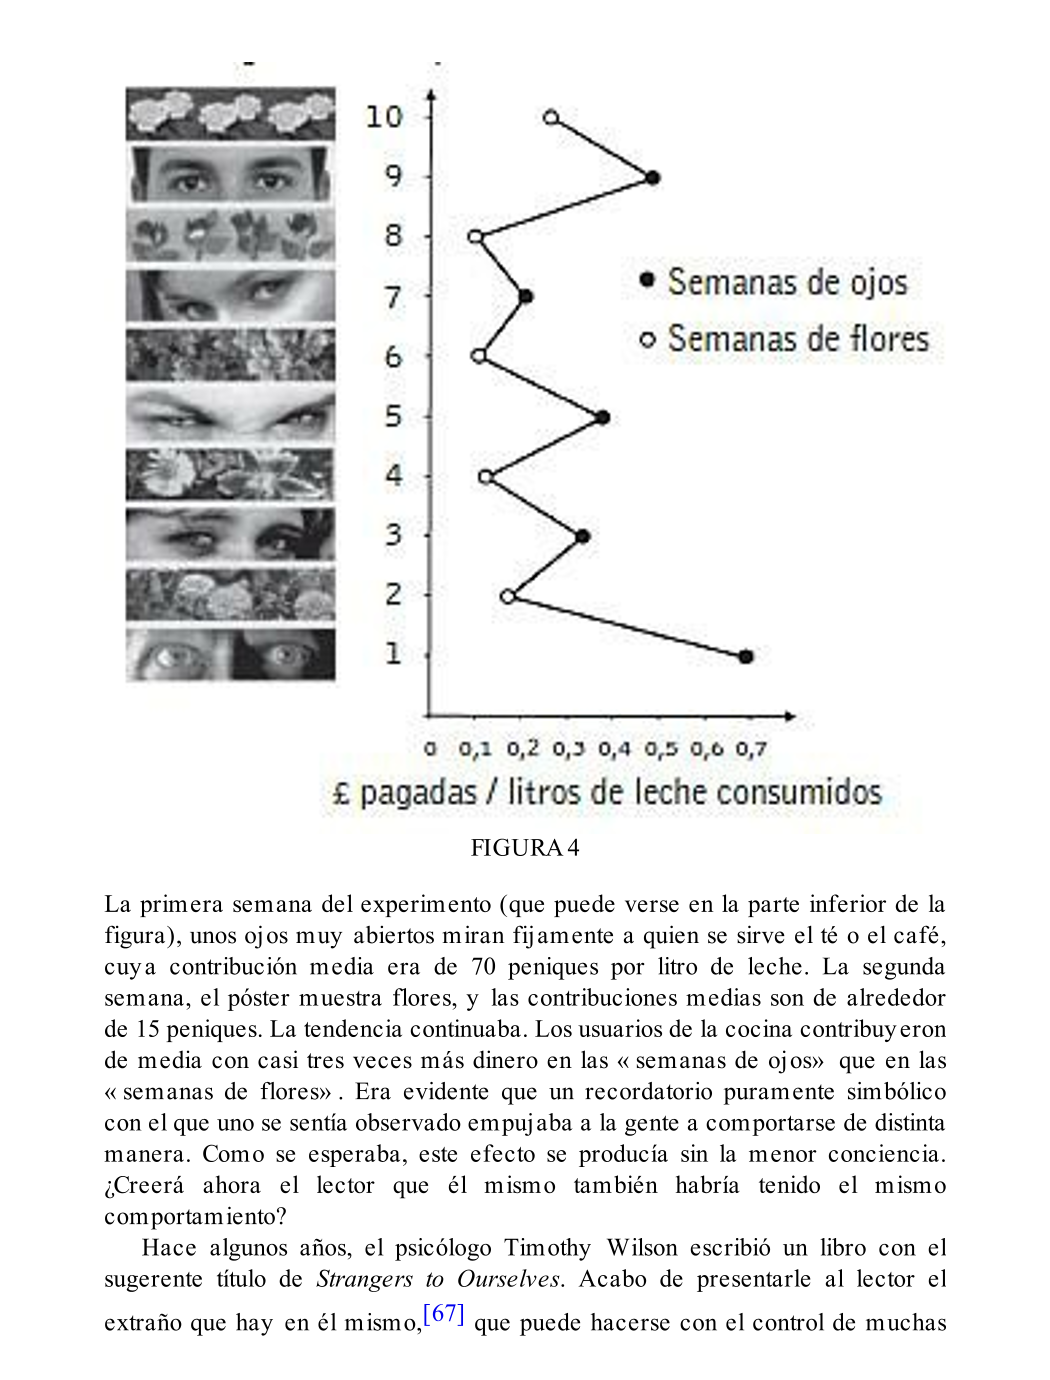 10
9
8
7
6
5
4
3
2
1
● Semanas de ojos
○ Semanas de flores
0 0,1 0,2 0,3 0,4 0,5 0,6 0,7
£ pagadas / litros de leche consumidos
FIGURA 4
La primera semana del experimento (que puede verse en la parte inferior de la
figura), unos ojos muy abiertos miran fijamente a quien se sirve el té o el café,
cuya contribución media era de 70 peniques por litro de leche. La segunda
semana, el póster muestra flores, y las contribuciones medias son de alrededor
de 15 peniques. La tendencia continuaba. Los usuarios de la cocina contribuyeron
de media con casi tres veces más dinero en las «semanas de ojos» que en las
«semanas de flores». Era evidente que un recordatorio puramente simbólico
con el que uno se sentía observado empujaba a la gente a comportarse de distinta
manera. Como se esperaba, este efecto se producía sin la menor conciencia.
¿Creerá ahora el lector que él mismo también habría tenido el mismo
comportamiento?
Hace algunos años, el psicólogo Timothy Wilson escribió un libro con el
sugerente título de Strangers to Ourselves. Acabo de presentarle al lector el
extraño que hay en él mismo,[67] que puede hacerse con el control de muchas